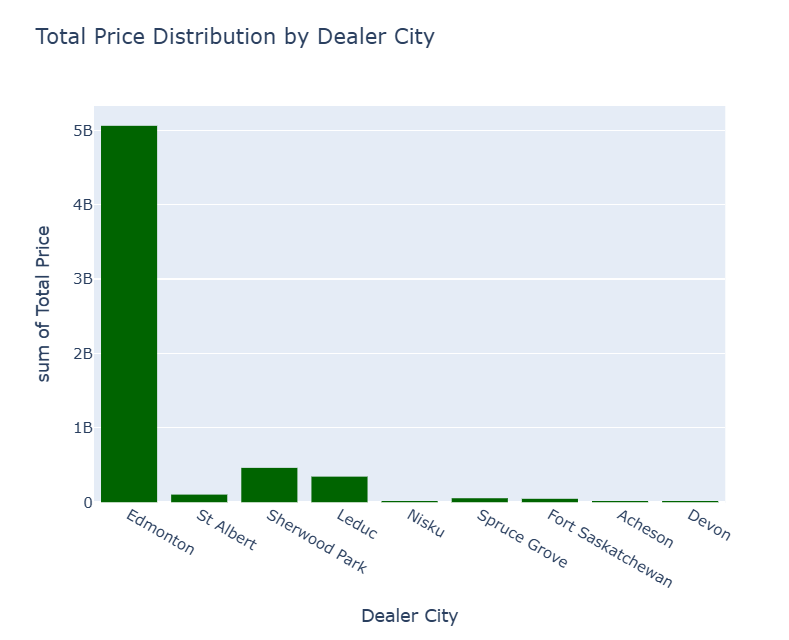 Total Price Distribution by Dealer City
sum of Total Price
5B
4B
3B
2B
1B
0
Edmonton
St Albert
Sherwood Park
Leduc
Nisku
Spruce Grove
Fort Saskatchewan
Acheson
Devon
Dealer City